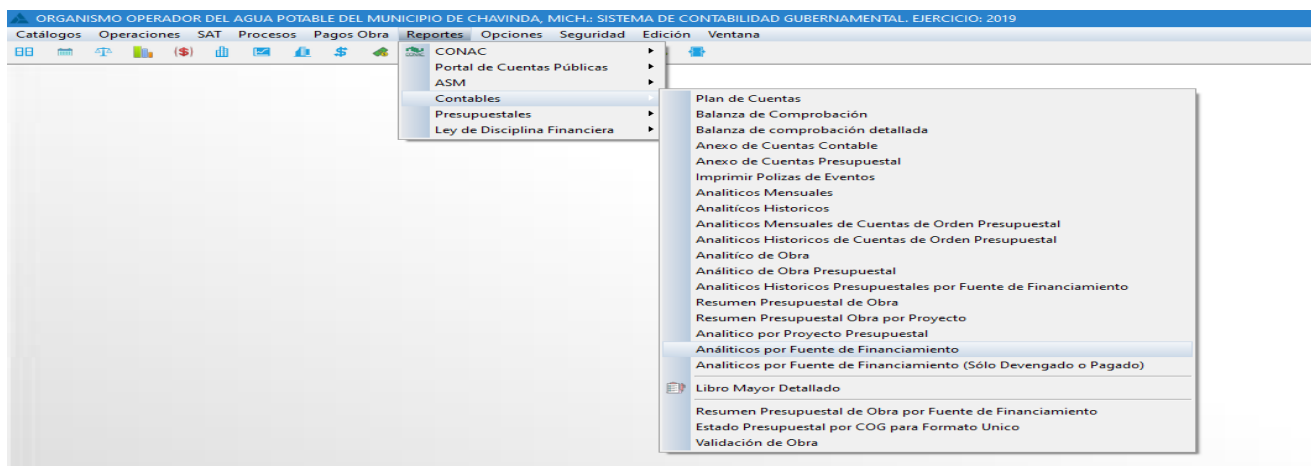 ORGANISMO OPERADOR DEL AGUA POTABLE DEL MUNICIPIO DE CHAVINDA, MICH.: SISTEMA DE CONTABILIDAD GUBERNAMENTAL. EJERCICIO: 2019
Catálogos Operaciones SAT Procesos Pagos Obra Reportes Opciones Seguridad Edición Ventana
CONAC
Portal de Cuentas Públicas
ASM
Contables
Presupuestales
Ley de Disciplina Financiera
Plan de Cuentas
Balanza de Comprobación
Balanza de comprobación detallada
Anexo de Cuentas Contable
Anexo de Cuentas Presupuestal
Imprimir Polizas de Eventos
Analiticos Mensuales
Analitícos Historicos
Analiticos Mensuales de Cuentas de Orden Presupuestal
Analiticos Historicos de Cuentas de Orden Presupuestal
Analitíco de Obra
Análitíco de Obra Presupuestal
Analiticos Historicos Presupuestales por Fuente de Financiamiento
Resumen Presupuestal de Obra
Resumen Presupuestal Obra por Proyecto
Analitico por Proyecto Presupuestal
Análiticos por Fuente de Financiamiento
Analiticos por Fuente de Financiamiento (Sólo Devengado o Pagado)
Libro Mayor Detallado
Resumen Presupuestal de Obra por Fuente de Financiamiento
Estado Presupuestal por COG para Formato Unico
Validación de Obra